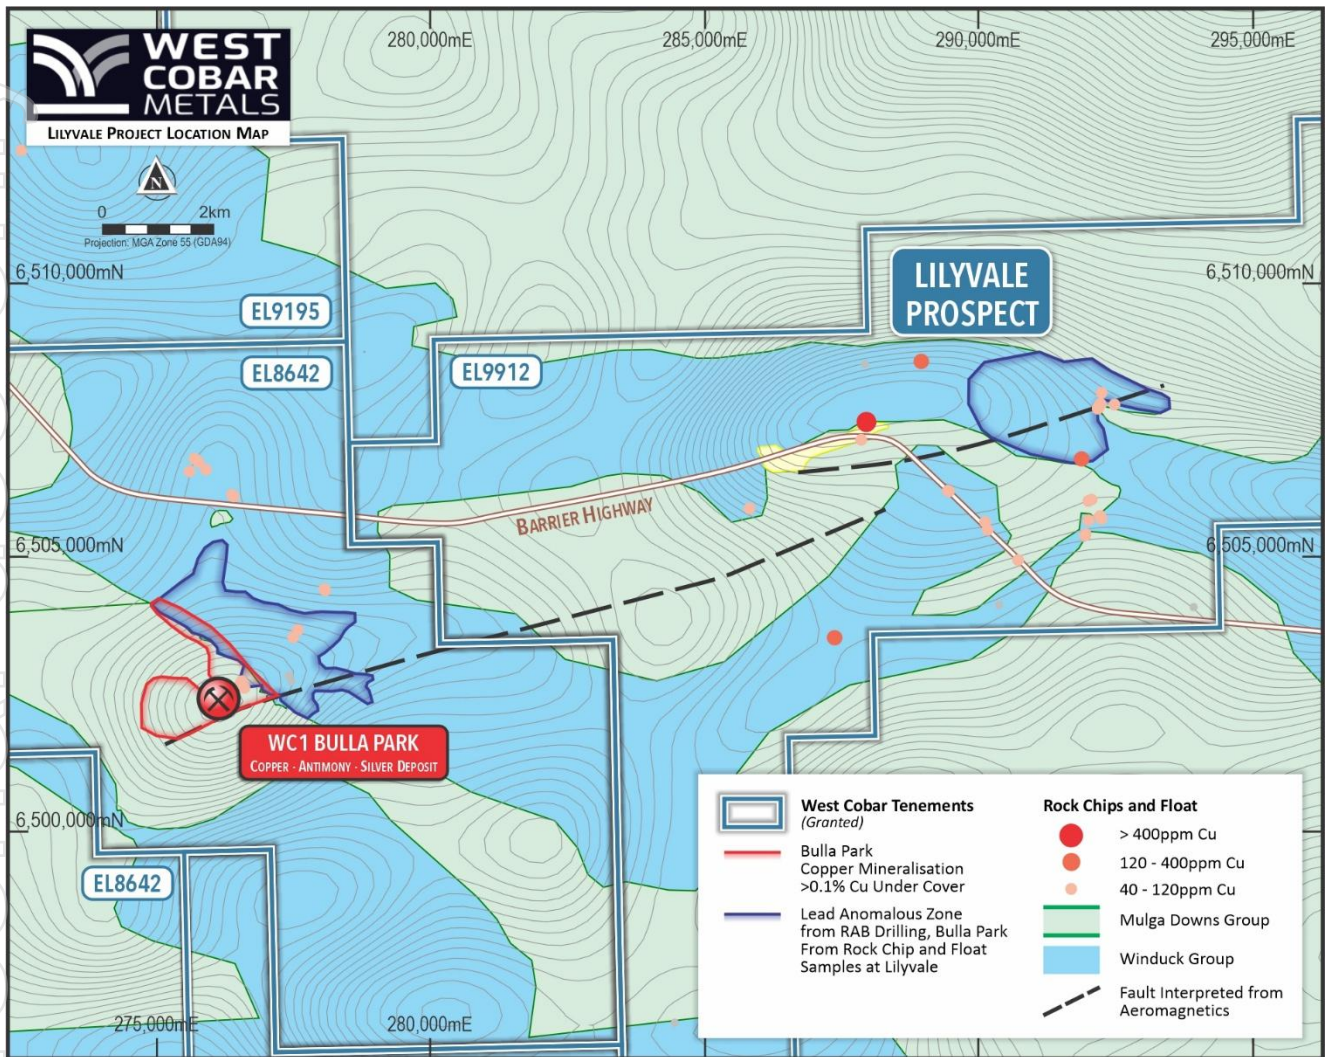 WEST
COBAR
METALS
LILYVALE PROJECT LOCATION MAP
N
0 2km
Projection: MGA Zone 55 (GDA94)
280,000mE
285,000mE
290,000mE
295,000mE
6,510,000mN
6,510,000mN
LILYVALE
PROSPECT
EL9195
EL8642
EL9912
BARRIER HIGHWAY
6,505,000mN
6,505,000mN
WC1 BULLA PARK
COPPER - ANTIMONY - SILVER DEPOSIT
6,500,000mN
EL8642
275,000mE
280,000mE
West Cobar Tenements
(Granted)
Bulla Park
Copper Mineralisation
>0.1% Cu Under Cover
Lead Anomalous Zone
from RAB Drilling, Bulla Park
From Rock Chip and Float
Samples at Lilyvale
Rock Chips and Float
> 400ppm Cu
120 - 400ppm Cu
40 - 120ppm Cu
Mulga Downs Group
Winduck Group
Fault Interpreted from
Aeromagnetics